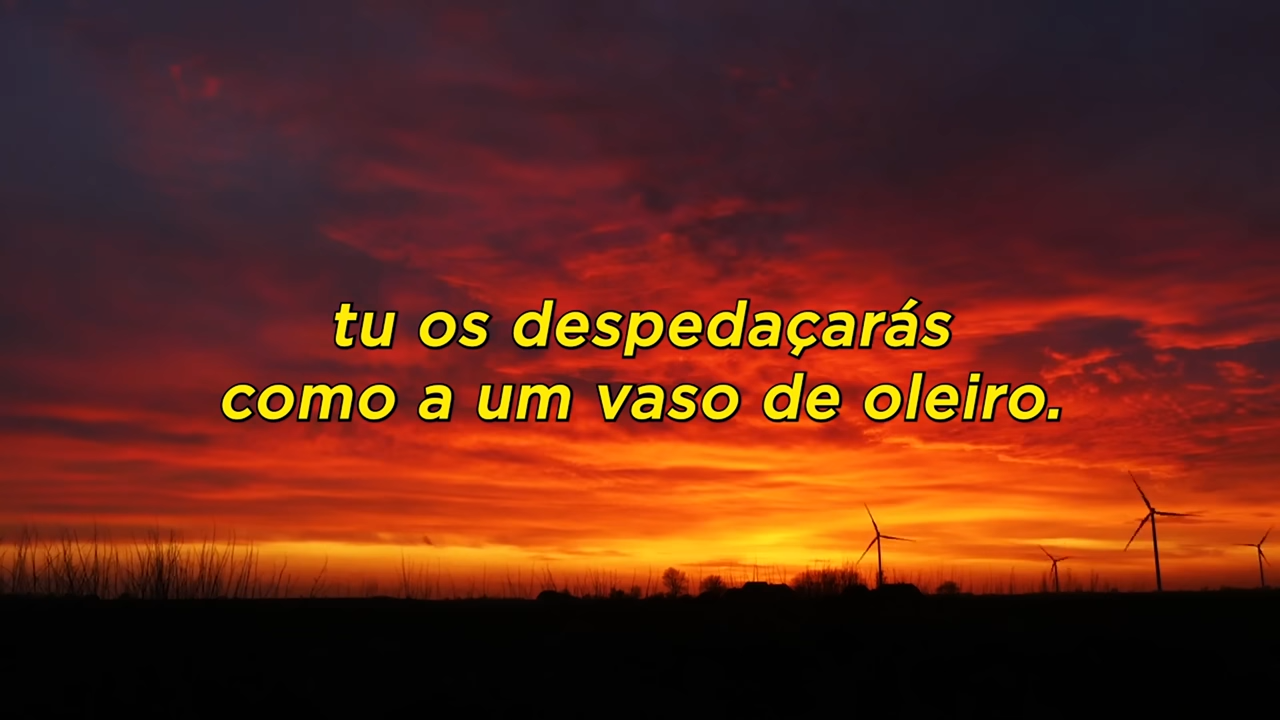 tu os despedaçarás
como a um vaso de oleiro.